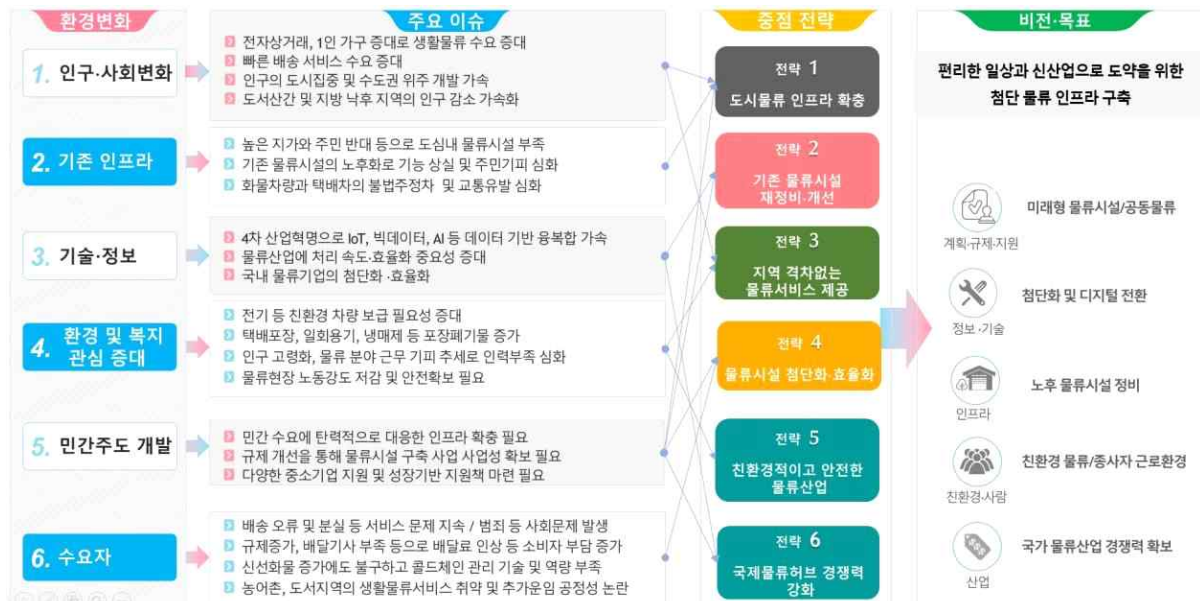 환경변화
주요 이슈
중점 전략
비전·목표
1. 인구·사회변화
전자상거래, 1인 가구 증대로 생활물류 수요 증대
빠른 배송 서비스 수요 증대
인구의 도시집중 및 수도권 위주 개발 가속
도서산간 및 지방 낙후 지역의 인구 감소 가속화
2. 기존 인프라
높은 지가와 주민 반대 등으로 도심내 물류시설 부족
기존 물류시설의 노후화로 기능 상실 및 주민기피 심화
화물차량과 택배차의 불법주정차 및 교통유발 심화
3. 기술·정보
4차 산업혁명으로 IoT, 빅데이터, AI 등 데이터 기반 융복합 가속
물류산업에 처리 속도·효율화 중요성 증대
국내 물류기업의 첨단화·효율화
4. 환경 및 복지
관심 증대
전기 등 친환경 차량 보급 필요성 증대
택배포장, 일회용기, 냉매제 등 포장폐기물 증가
인구 고령화, 물류 분야 근무 기피 추세로 인력부족 심화
물류현장 노동강도 저감 및 안전확보 필요
5. 민간주도 개발
민간 수요에 탄력적으로 대응한 인프라 확충 필요
규제 개선을 통해 물류시설 구축 사업 사업성 확보 필요
다양한 중소기업 지원 및 성장기반 지원책 마련 필요
6. 수요자
배송 오류 및 분실 등 서비스 문제 지속 / 범죄 등 사회문제 발생
규제증가, 배달기사 부족 등으로 배달료 인상 등 소비자 부담 증가
신선화물 증가에도 불구하고 콜드체인 관리 기술 및 역량 부족
농어촌, 도서지역의 생활물류서비스 취약 및 추가운임 공정성 논란
전략 1
도시물류 인프라 확충
전략 2
기존 물류시설
재정비·개선
전략 3
지역 격차없는
물류서비스 제공
전략 4
물류시설 첨단화·효율화
전략 5
친환경적이고 안전한
물류산업
전략 6
국제물류허브 경쟁력
강화
편리한 일상과 신산업으로 도약을 위한
첨단 물류 인프라 구축
계획·규제·지원
미래형 물류시설/공동물류
정보·기술
첨단화 및 디지털 전환
인프라
노후 물류시설 정비
친환경·사람
친환경 물류/종사자 근로환경
산업
국가 물류산업 경쟁력 확보